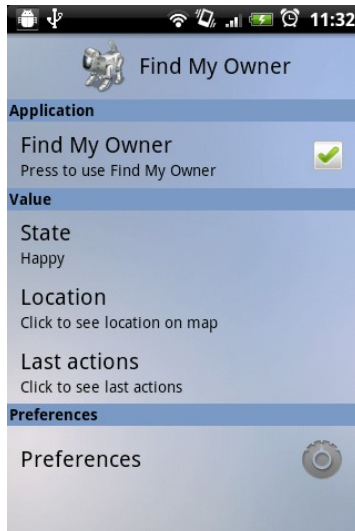 11:32
Find My Owner
Application
Find My Owner
Press to use Find My Owner
Value
State
Happy
Location
Click to see location on map
Last actions
Click to see last actions
Preferences
Preferences